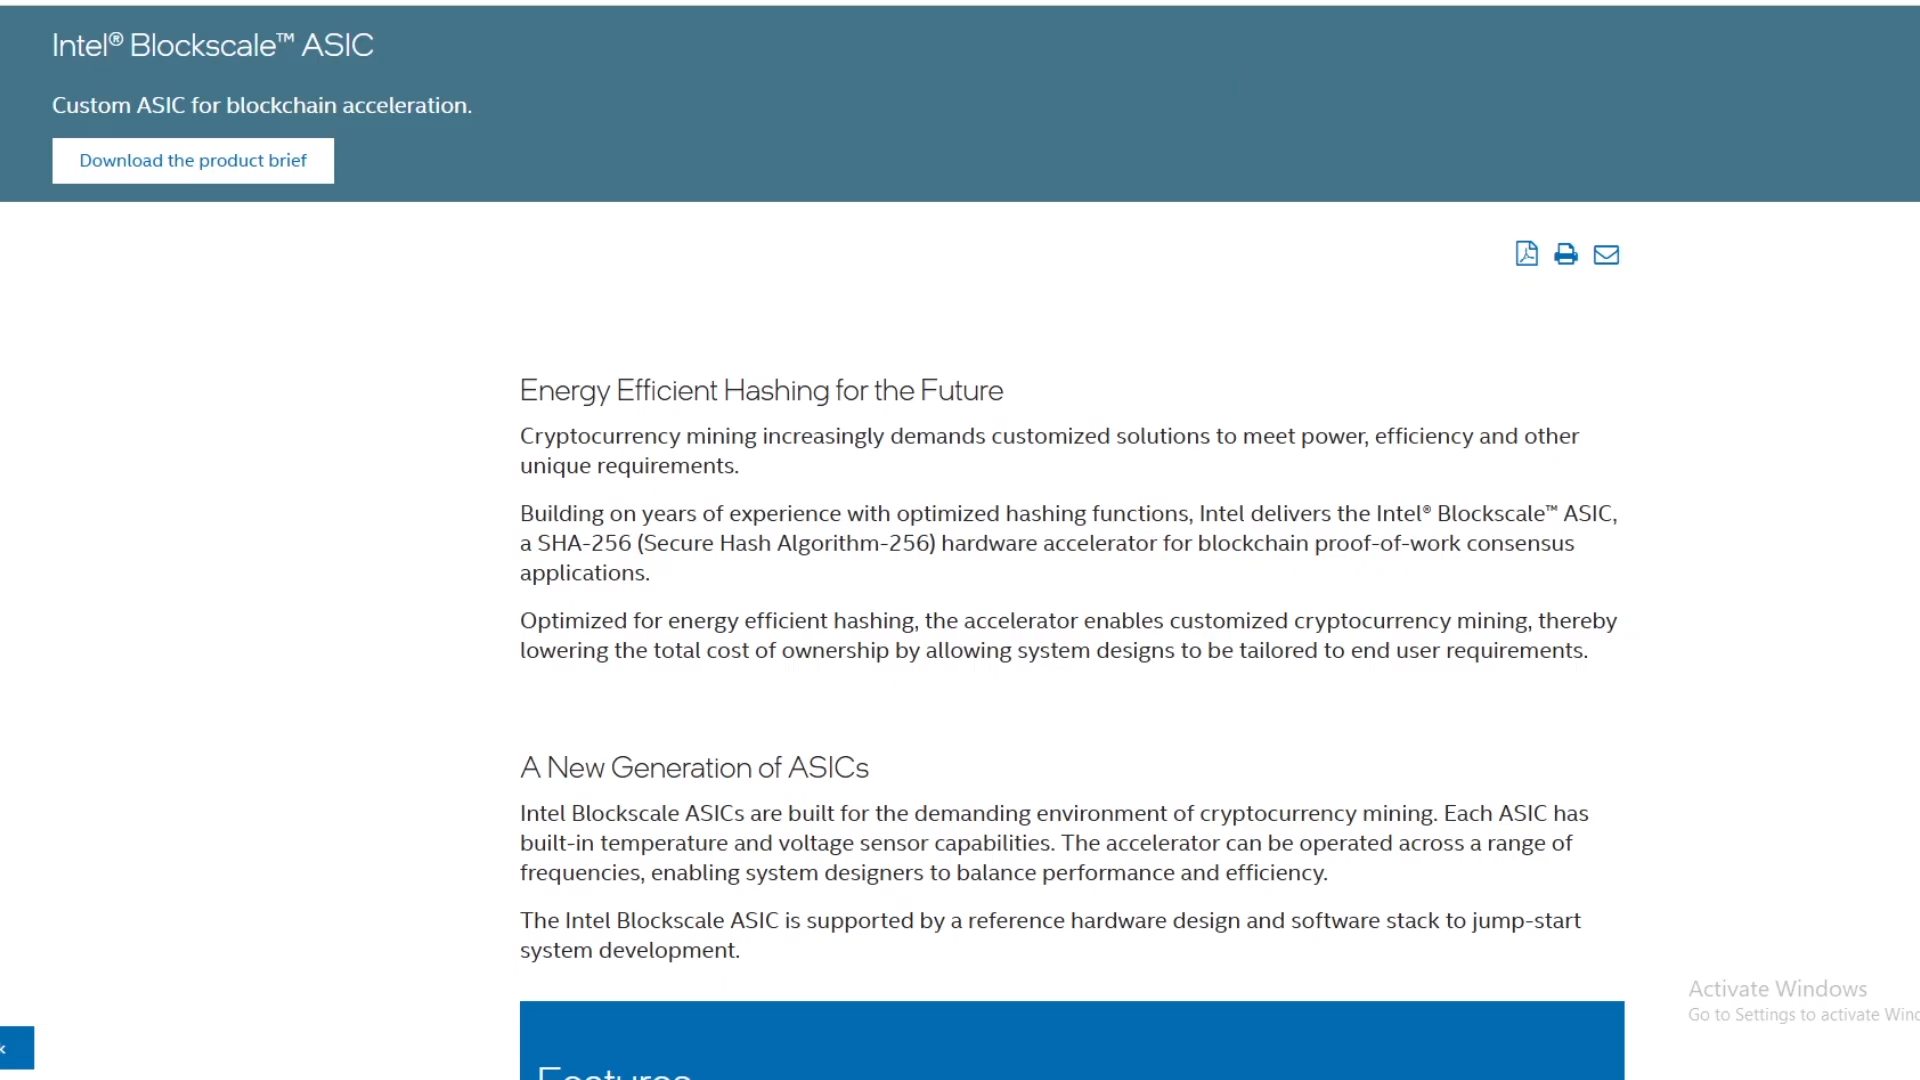 Intel® Blockscale™ ASIC
Custom ASIC for blockchain acceleration.
Download the product brief
Energy Efficient Hashing for the Future
Cryptocurrency mining increasingly demands customized solutions to meet power, efficiency and other
unique requirements.
Building on years of experience with optimized hashing functions, Intel delivers the Intel® Blockscale™ ASIC,
a SHA-256 (Secure Hash Algorithm-256) hardware accelerator for blockchain proof-of-work consensus
applications.
Optimized for energy efficient hashing, the accelerator enables customized cryptocurrency mining, thereby
lowering the total cost of ownership by allowing system designs to be tailored to end user requirements.
A New Generation of ASICs
Intel Blockscale ASICs are built for the demanding environment of cryptocurrency mining. Each ASIC has
built-in temperature and voltage sensor capabilities. The accelerator can be operated across a range of
frequencies, enabling system designers to balance performance and efficiency.
The Intel Blockscale ASIC is supported by a reference hardware design and software stack to jump-start
system development.
Activate Windows
Go to Settings to activate Winc
k
Features